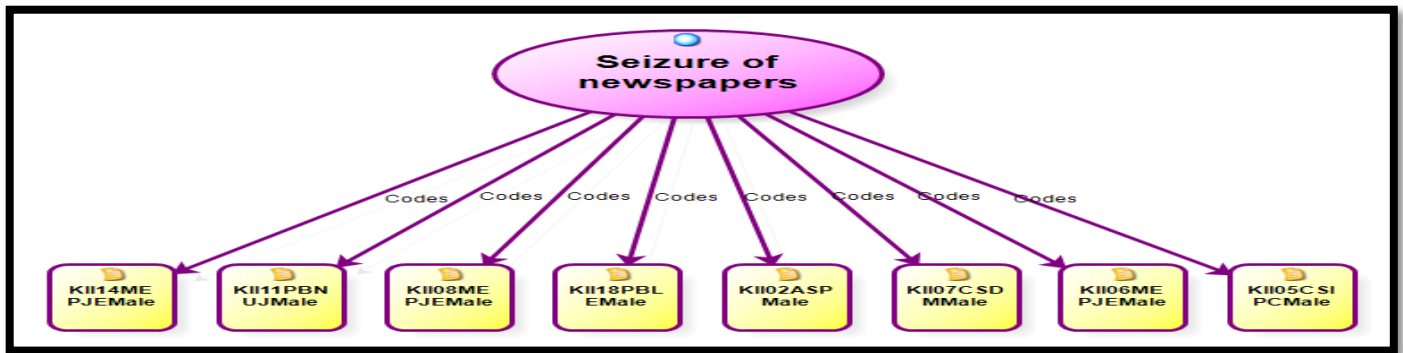 Seizure of
newspapers
Codes Codes Codes Codes Codes Codes Codes Codes
KII14ME
PJEMale
KII11PBN
UJMale
KII08ME
PJEMale
KII18PBL
EMale
KII02ASP
Male
KII07CSD
MMale
KII06ME
PJEMale
KII05CSI
PCMale